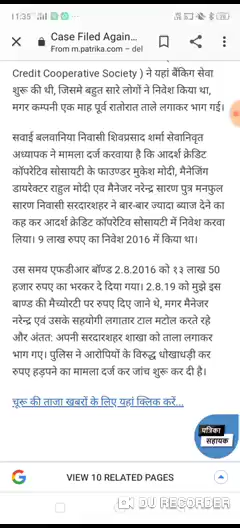 11:35
Case Filed Again...
From m.patrika.com – del
Credit Cooperative Society ) ने यहां बैंकिग सेवा
शुरू की थी, जिसमे बहुत सारे लोगों ने निवेश किया था,
मगर कम्पनी एक माह पूर्व रातोरात ताले लगाकर भाग गई।
सवाई बलवानिया निवासी शिवप्रसाद शर्मा सेवानिवृत
अध्यापक ने मामला दर्ज करवाया है कि आदर्श क्रेडिट
कॉपरेटिव सोसायटी के फाउण्डर मुकेश मोदी, मैनेजिंग
डायरेक्टर राहुल मोदी एव मैनेजर नरेन्द्र सारण पुत्र मनफुल
सारण निवासी सरदारशहर ने बार-बार ज्यादा ब्याज देने का
कह कर आदर्श क्रेडिट कॉपरेटिव सोसायटी में निवेश करवा
लिया। 9 लाख रुपए का निवेश 2016 में किया था।
उस समय एफडीआर बॉण्ड 2.8.2016 को १३ लाख 50
हजार रुपए का भरकर दे दिया गया। 2.8.19 को मुझे इस
बाण्ड की मैच्योरटी पर रुपए दिए जाने थे, मगर मैनेजर
नरेन्द्र एवं उसके सहयोगी लगातार टाल मटोल करते रहे
और अंतत: अपनी सरदारशहर शाखा को ताला लगाकर
भाग गए। पुलिस ने आरोपियों के विरुद्ध धोखाधड़ी कर
रुपए हड़पने का मामला दर्ज कर जांच शुरू कर दी है।
चूरू की ताजा खबरों के लिए यहां क्लिक करें...
पत्रिका
सहायक
G
VIEW 10 RELATED PAGES
DU RECORDER